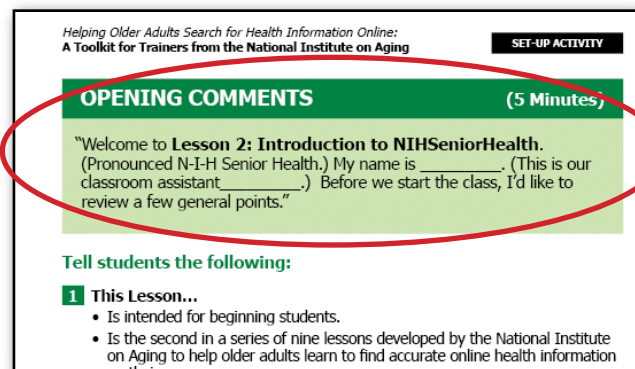 Helping Older Adults Search for Health Information Online:
A Toolkit for Trainers from the National Institute on Aging
SET-UP ACTIVITY
OPENING COMMENTS (5 Minutes)
“Welcome to Lesson 2: Introduction to NIHSeniorHealth.
(Pronounced N-I-H Senior Health.) My name is ________. (This is our
classroom assistant________.)  Before we start the class, I’d like to
review a few general points.”
Tell students the following:
1 This Lesson...
• Is intended for beginning students.
• Is the second in a series of nine lessons developed by the National Institute
on Aging to help older adults learn to find accurate online health information